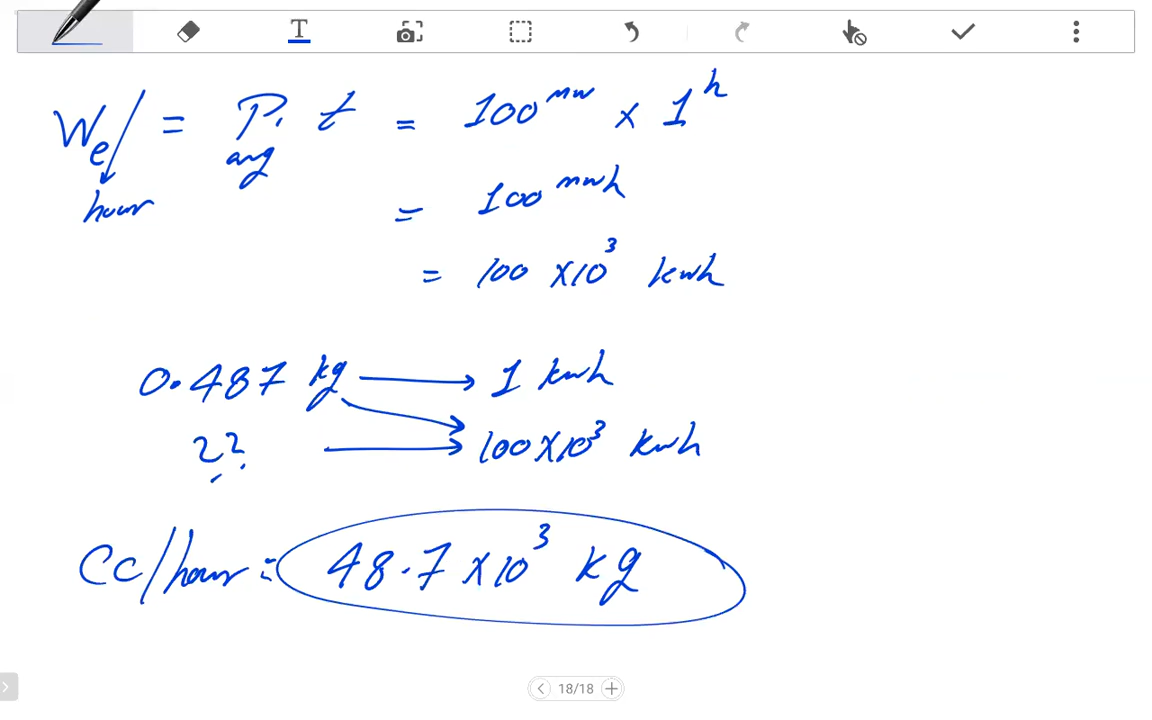 T
We/hour = P. t = 100 mw x 1 h
avg
= 100 mwh
= 100 x 10³ kwh
0.487 kg → 1 kwh
?? → 100 x 10³ kwh
CC/hour = 48.7 x 10³ kg
18/18